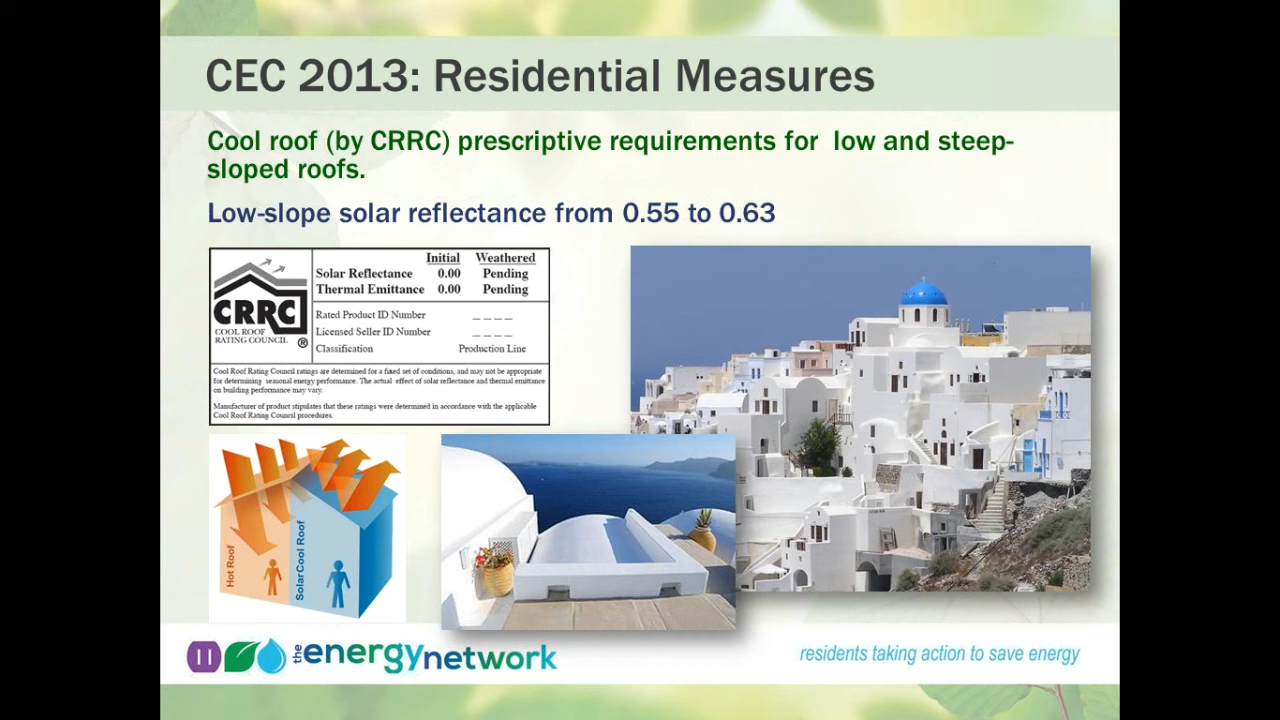 CEC 2013: Residential Measures
Cool roof (by CRRC) prescriptive requirements for  low and steep-
sloped roofs.
Low-slope solar reflectance from 0.55 to 0.63
Initial Weathered
Solar Reflectance 0.00 Pending
Thermal Emittance 0.00 Pending
CRRC
COOL ROOF
RATING COUNCIL ®
Rated Product ID Number _ _ _ _
Licensed Seller ID Number _ _ _ _
Classification Production Line
Cool Roof Rating Council ratings are determined for a fixed set of conditions, and may not be appropriate
for determining seasonal energy performance. The actual effect of solar reflectance and thermal emittance
on building performance may vary.
Manufacturer of product stipulates that these ratings were determined in accordance with the applicable
Cool Roof Rating Council procedures.
Hot Roof
Solar Cool Roof
the energynetwork
residents taking action to save energy